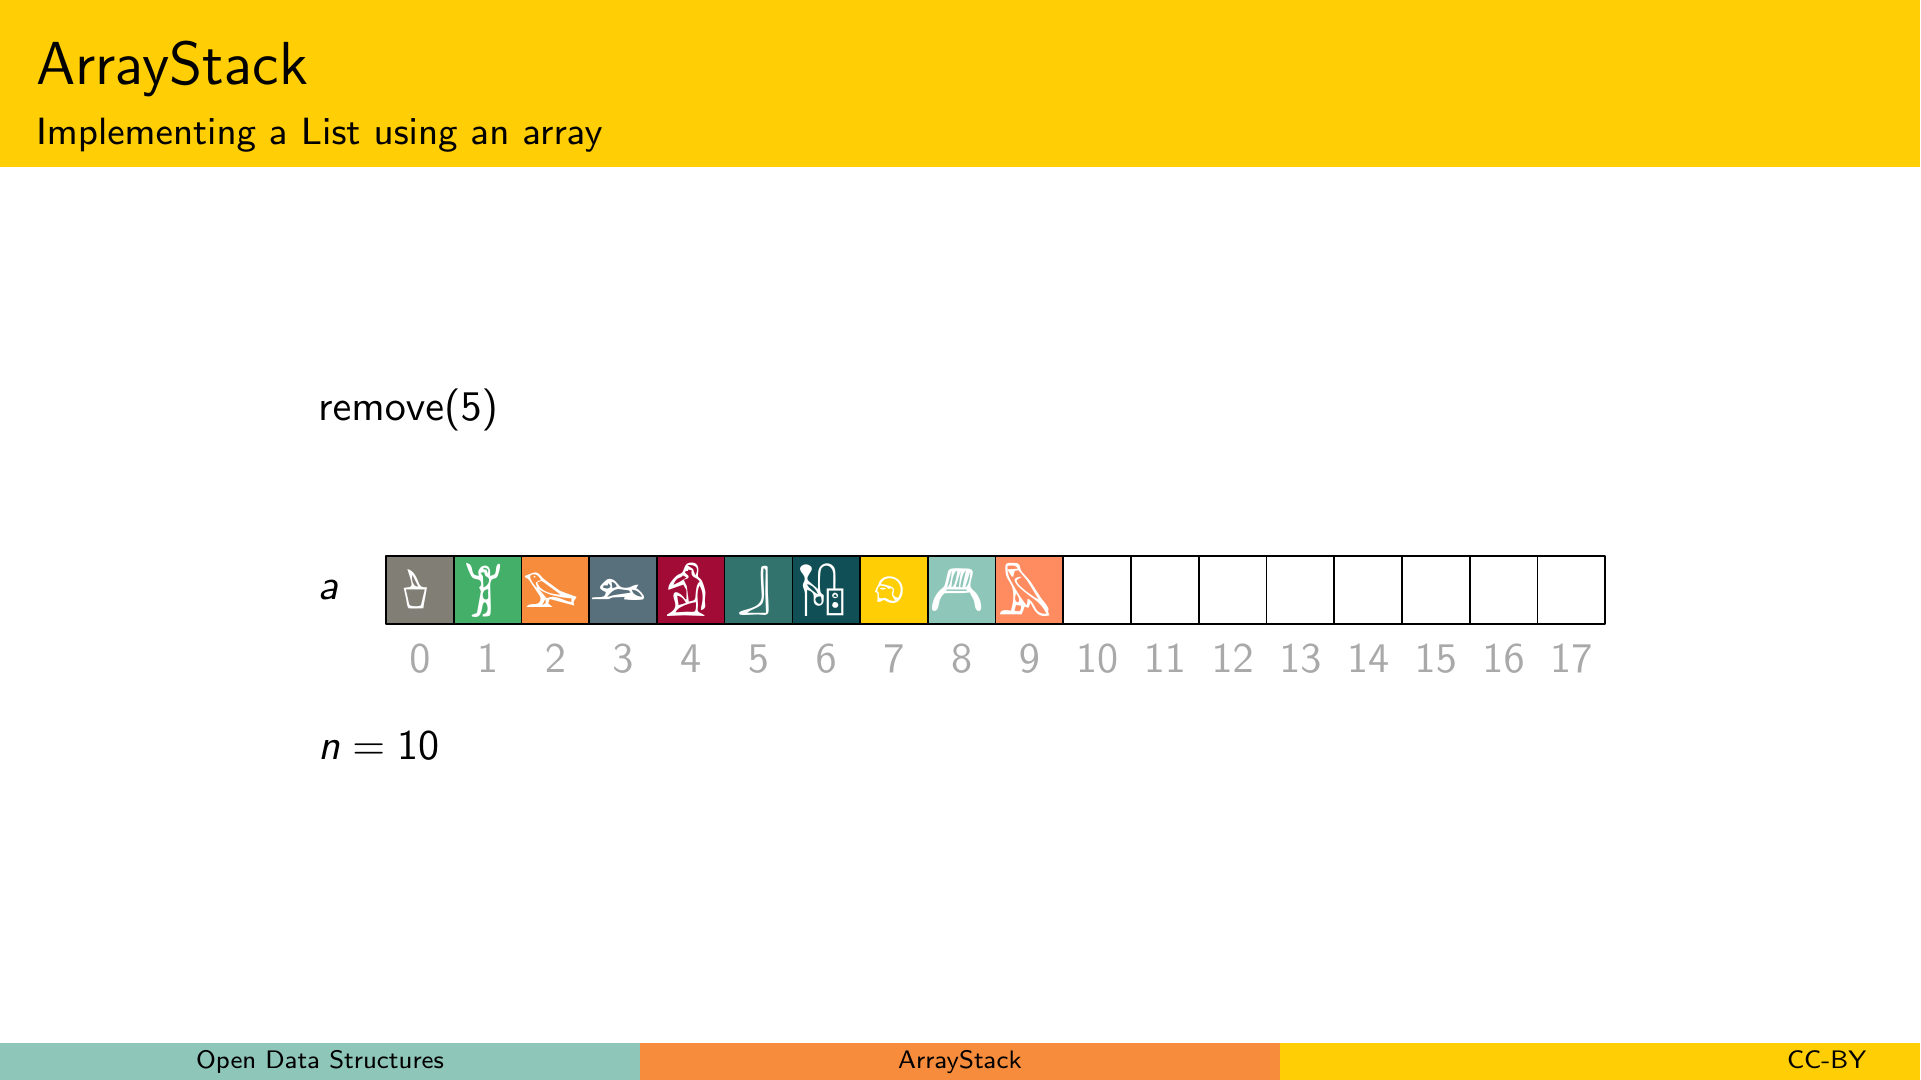 ArrayStack
Implementing a List using an array
remove(5)
a
0 1 2 3 4 5 6 7 8 9 10 11 12 13 14 15 16 17
n = 10
Open Data Structures ArrayStack CC-BY